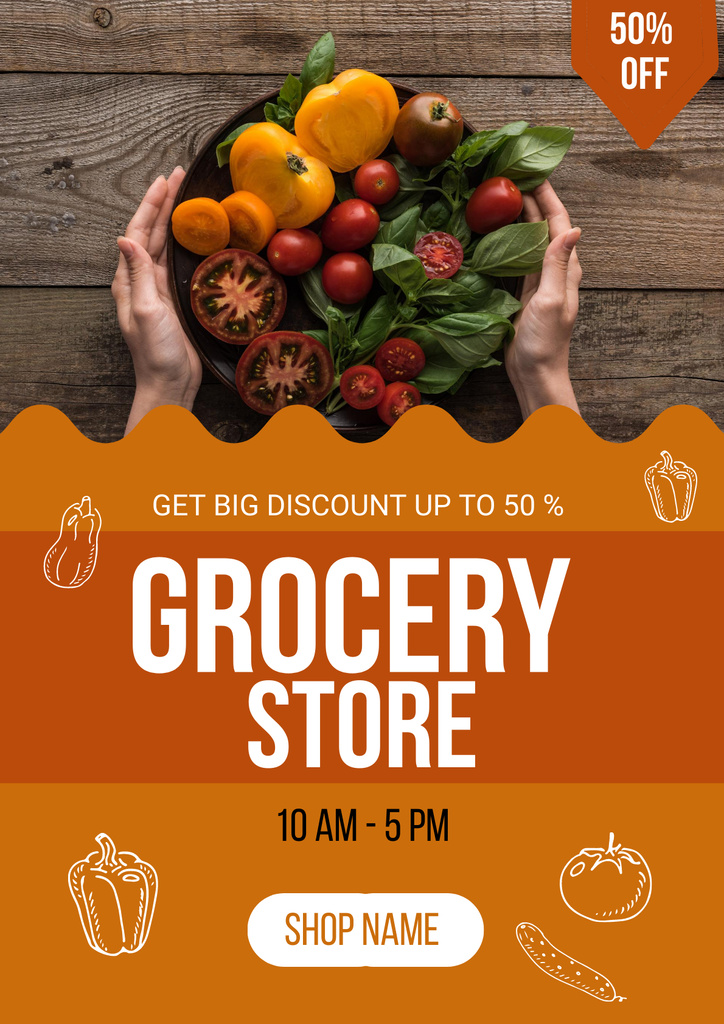 50%
OFF
GET BIG DISCOUNT UP TO 50 %
GROCERY
STORE
10 AM - 5 PM
SHOP NAME